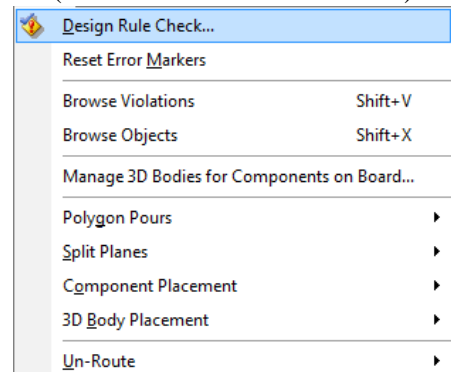 Design Rule Check...
Reset Error Markers
Browse Violations Shift+V
Browse Objects Shift+X
Manage 3D Bodies for Components on Board...
Polygon Pours
Split Planes
Component Placement
3D Body Placement
Un-Route